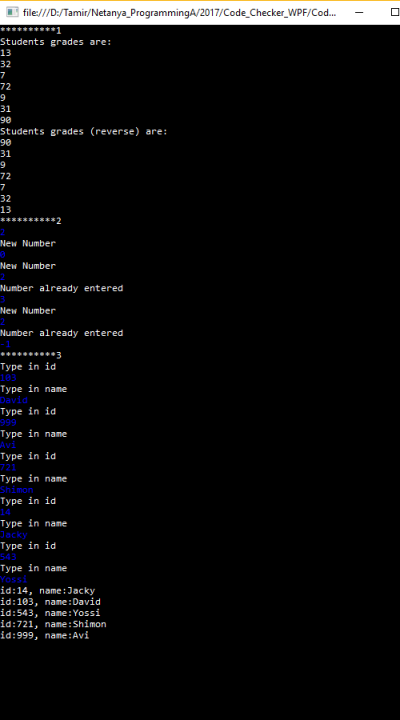 file:///D:/Tamir/Netanya_ProgrammingA/2017/Code_Checker_WPF/Cod...
**********1
Students grades are:
13
32
7
72
9
31
90
Students grades (reverse) are:
90
31
9
72
7
32
13
**********2
2
New Number
0
New Number
2
Number already entered
3
New Number
2
Number already entered
-1
**********3
Type in id
103
Type in name
David
Type in id
999
Type in name
Avi
Type in id
721
Type in name
Shimon
Type in id
14
Type in name
Jacky
Type in id
543
Type in name
Yossi
id:14, name:Jacky
id:103, name:David
id:543, name:Yossi
id:721, name:Shimon
id:999, name:Avi